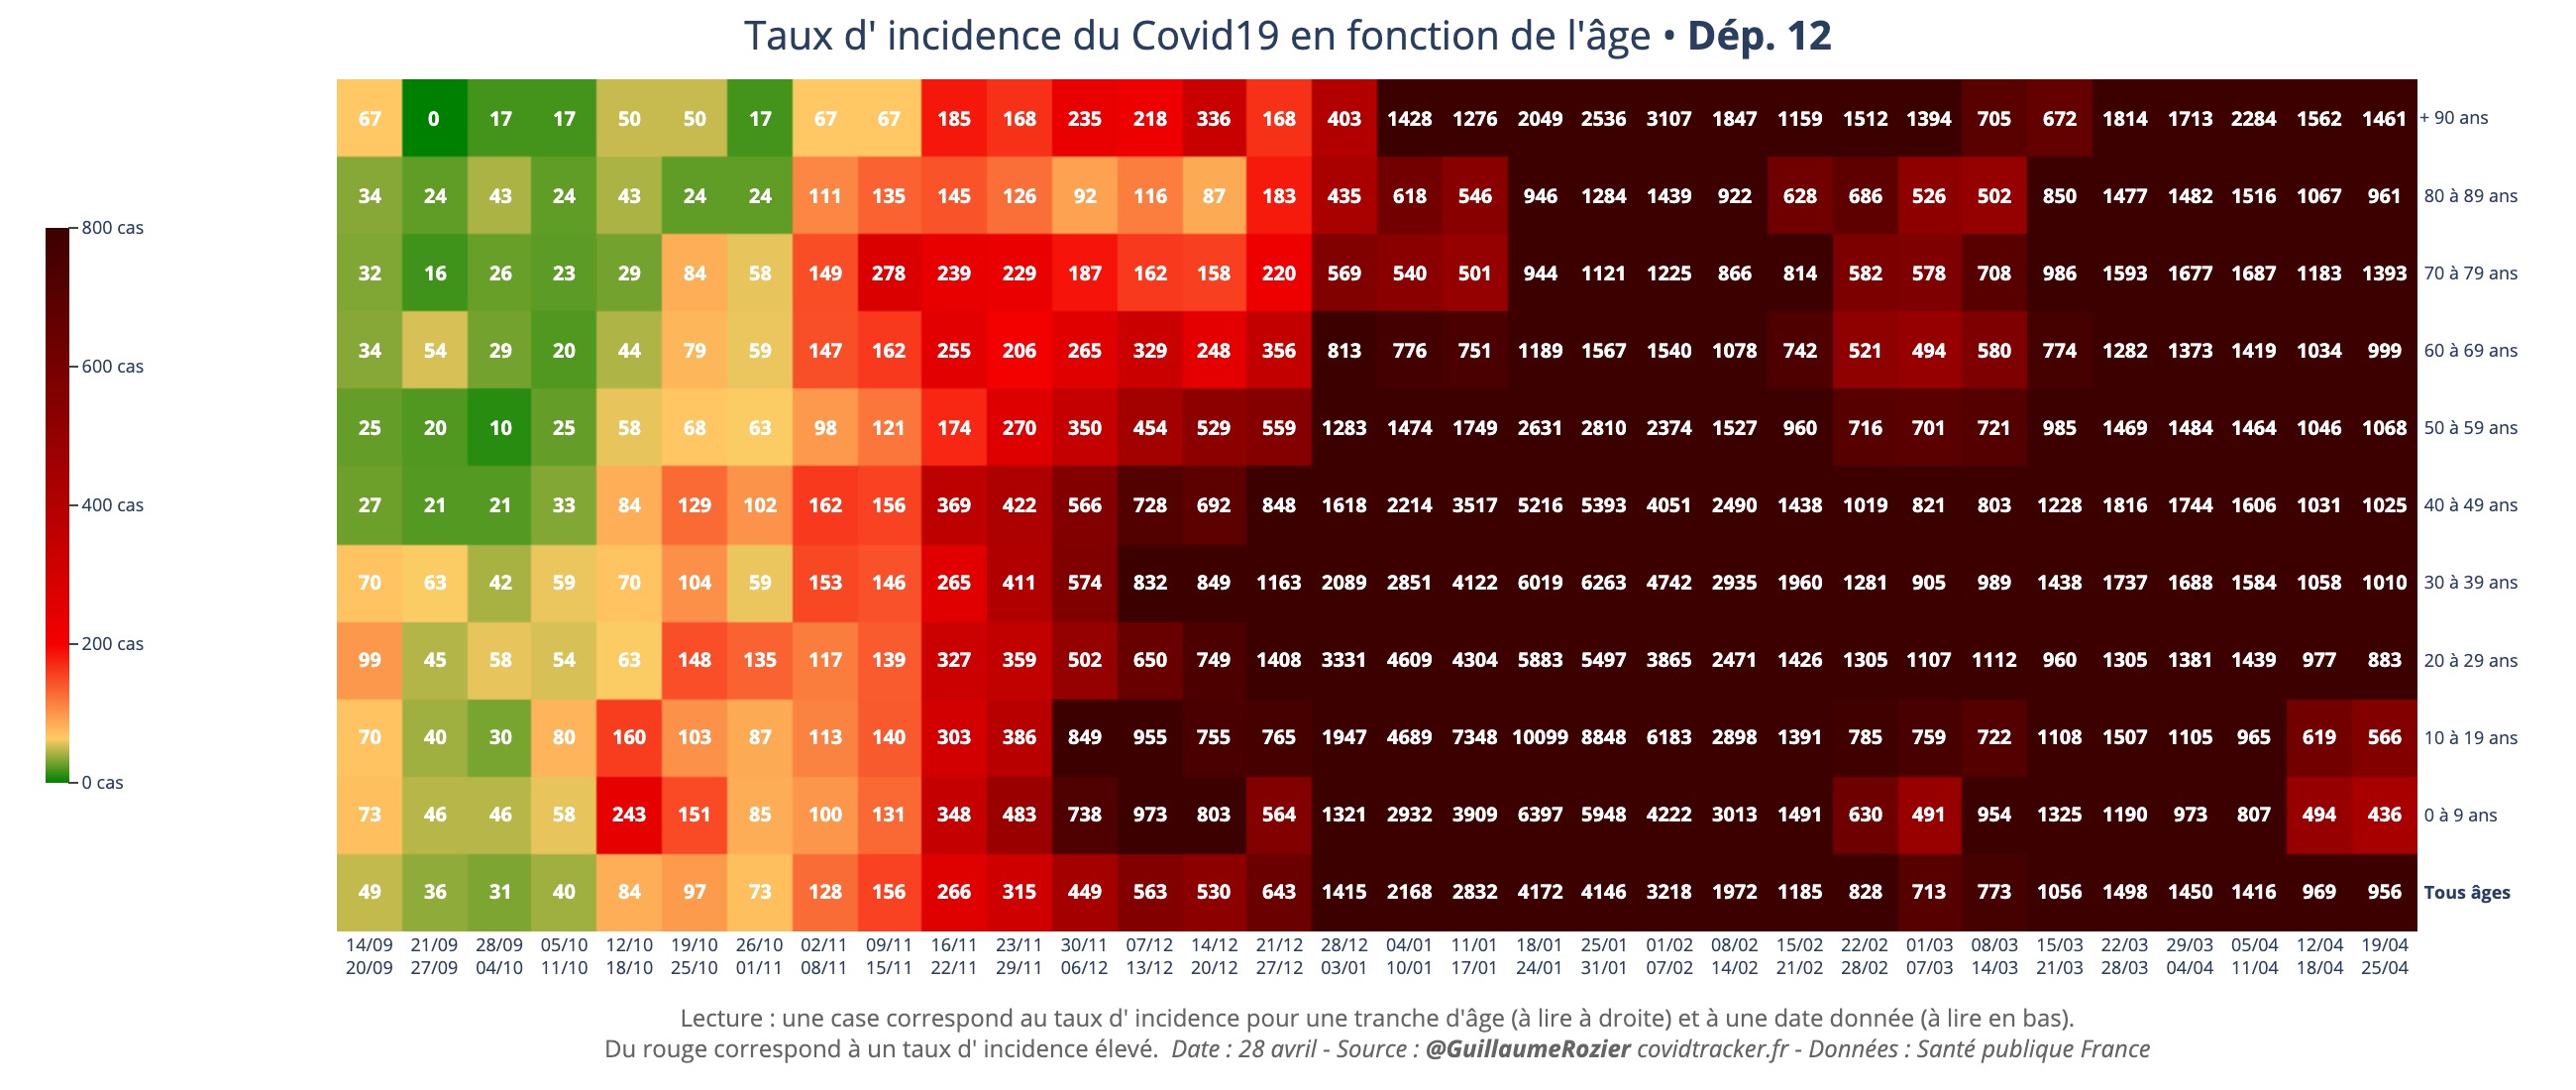 Taux d' incidence du Covid19 en fonction de l'âge • Dép. 12
800 cas
600 cas
400 cas
200 cas
0 cas
67 0 17 17 50 50 17 67 67 185 168 235 218 336 168 403 1428 1276 2049 2536 3107 1847 1159 1512 1394 705 672 1814 1713 2284 1562 1461 + 90 ans
34 24 43 24 43 24 24 111 135 145 126 92 116 87 183 435 618 546 946 1284 1439 922 628 686 526 502 850 1477 1482 1516 1067 961 80 à 89 ans
32 16 26 23 29 84 58 149 278 239 229 187 162 158 220 569 540 501 944 1121 1225 866 814 582 578 708 986 1593 1677 1687 1183 1393 70 à 79 ans
34 54 29 20 44 79 59 147 162 255 206 265 329 248 356 813 776 751 1189 1567 1540 1078 742 521 494 580 774 1282 1373 1419 1034 999 60 à 69 ans
25 20 10 25 58 68 63 98 121 174 270 350 454 529 559 1283 1474 1749 2631 2810 2374 1527 960 716 701 721 985 1469 1484 1464 1046 1068 50 à 59 ans
27 21 21 33 84 129 102 162 156 369 422 566 728 692 848 1618 2214 3517 5216 5393 4051 2490 1438 1019 821 803 1228 1816 1744 1606 1031 1025 40 à 49 ans
70 63 42 59 70 104 59 153 146 265 411 574 832 849 1163 2089 2851 4122 6019 6263 4742 2935 1960 1281 905 989 1438 1737 1688 1584 1058 1010 30 à 39 ans
99 45 58 54 63 148 135 117 139 327 359 502 650 749 1408 3331 4609 4304 5883 5497 3865 2471 1426 1305 1107 1112 960 1305 1381 1439 977 883 20 à 29 ans
70 40 30 80 160 103 87 113 140 303 386 849 955 755 765 1947 4689 7348 10099 8848 6183 2898 1391 785 759 722 1108 1507 1105 965 619 566 10 à 19 ans
73 46 46 58 243 151 85 100 131 348 483 738 973 803 564 1321 2932 3909 6397 5948 4222 3013 1491 630 491 954 1325 1190 973 807 494 436 0 à 9 ans
49 36 31 40 84 97 73 128 156 266 315 449 563 530 643 1415 2168 2832 4172 4146 3218 1972 1185 828 713 773 1056 1498 1450 1416 969 956 Tous âges
14/09 21/09 28/09 05/10 12/10 19/10 26/10 02/11 09/11 16/11 23/11 30/11 07/12 14/12 21/12 28/12 04/01 11/01 18/01 25/01 01/02 08/02 15/02 22/02 01/03 08/03 15/03 22/03 29/03 05/04 12/04 19/04
20/09 27/09 04/10 11/10 18/10 25/10 01/11 08/11 15/11 22/11 29/11 06/12 13/12 20/12 27/12 03/01 10/01 17/01 24/01 31/01 07/02 14/02 21/02 28/02 07/03 14/03 21/03 28/03 04/04 11/04 18/04 25/04
Lecture : une case correspond au taux d' incidence pour une tranche d'âge (à lire à droite) et à une date donnée (à lire en bas).
Du rouge correspond à un taux d' incidence élevé. Date : 28 avril - Source : @GuillaumeRozier covidtracker.fr - Données : Santé publique France